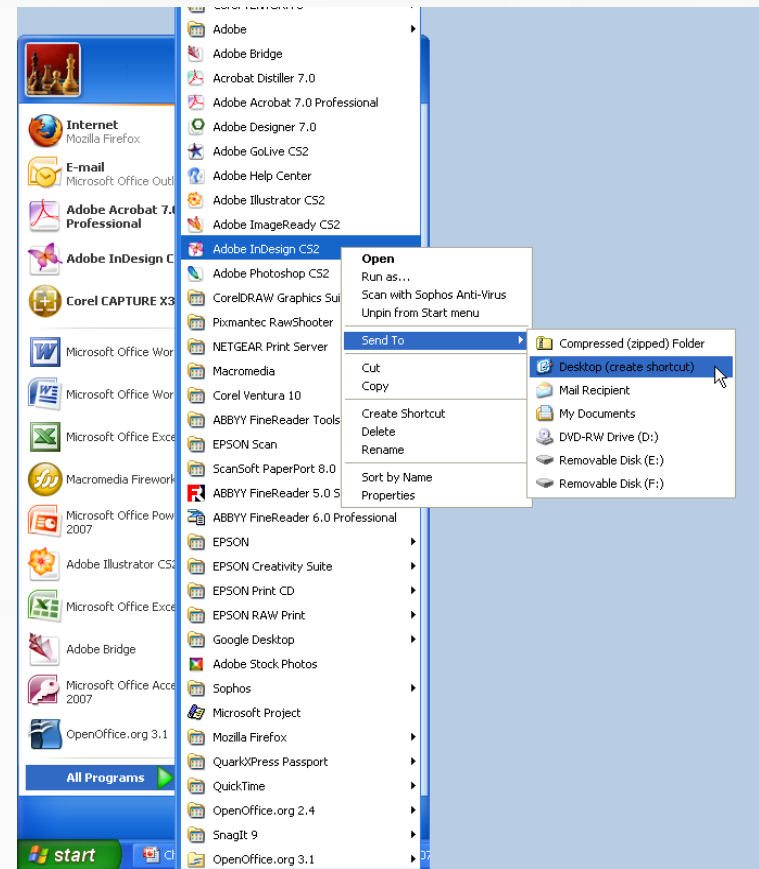 Adobe
Adobe Bridge
Acrobat Distiller 7.0
Adobe Acrobat 7.0 Professional
Adobe Designer 7.0
Adobe GoLive CS2
Adobe Help Center
Adobe Illustrator CS2
Adobe ImageReady CS2
Adobe InDesign CS2
Adobe Photoshop CS2
CorelDRAW Graphics Sui
Pixmantec RawShooter
NETGEAR Print Server
Macromedia
Corel Ventura 10
ABBYY FineReader Tools
EPSON Scan
ScanSoft PaperPort 8.0
ABBYY FineReader 5.0 S
ABBYY FineReader 6.0 Professional
EPSON
EPSON Creativity Suite
EPSON Print CD
EPSON RAW Print
Google Desktop
Adobe Stock Photos
Sophos
Microsoft Project
Mozilla Firefox
QuarkXPress Passport
QuickTime
OpenOffice.org 2.4
SnagIt 9
OpenOffice.org 3.1
Internet
Mozilla Firefox
E-mail
Microsoft Office Outl
Adobe Acrobat 7.0
Professional
Adobe InDesign C
Corel CAPTURE X3
Microsoft Office Wor
Microsoft Office Wor
Microsoft Office Exce
Macromedia Firework
Microsoft Office Pow
2007
Adobe Illustrator CS2
Microsoft Office Exce
Adobe Bridge
Microsoft Office Acce
2007
OpenOffice.org 3.1
All Programs
start
Open
Run as...
Scan with Sophos Anti-Virus
Unpin from Start menu
Send To
Cut
Copy
Create Shortcut
Delete
Rename
Sort by Name
Properties
Compressed (zipped) Folder
Desktop (create shortcut)
Mail Recipient
My Documents
DVD-RW Drive (D:)
Removable Disk (E:)
Removable Disk (F:)